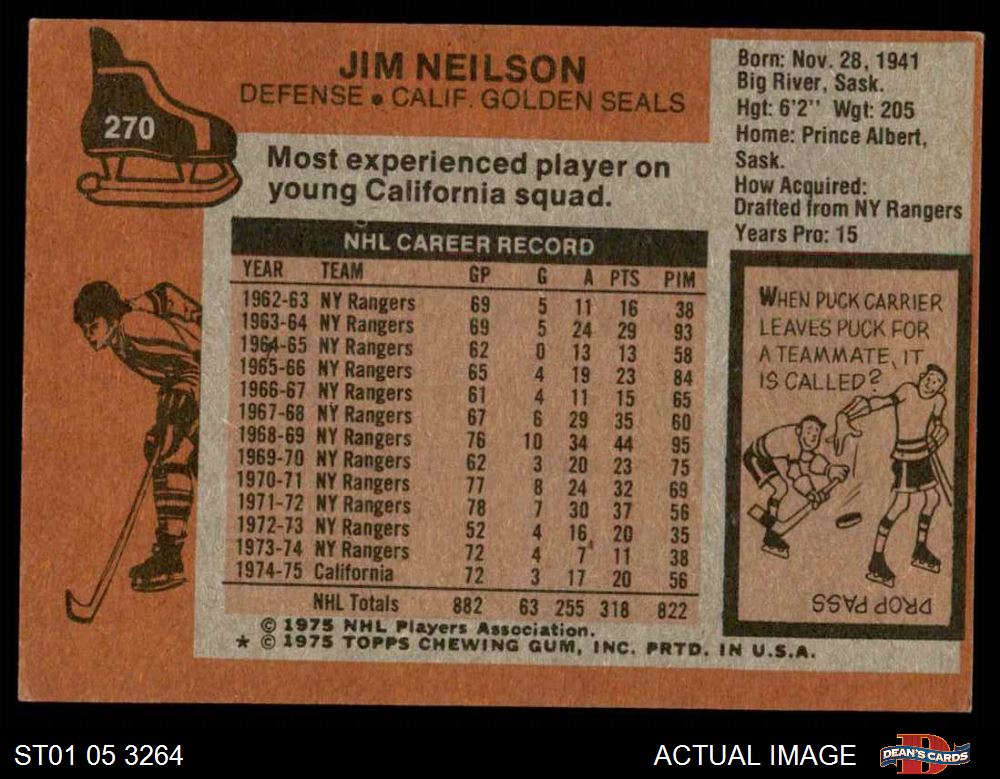 270
JIM NEILSON
DEFENSE • CALIF. GOLDEN SEALS
Most experienced player on
young California squad.
Born: Nov. 28, 1941
Big River, Sask.
Hgt: 6'2" Wgt: 205
Home: Prince Albert,
Sask.
How Acquired:
Drafted from NY Rangers
Years Pro: 15
NHL CAREER RECORD
YEAR TEAM GP G A PTS PIM
1962-63 NY Rangers 69 5 11 16 38
1963-64 NY Rangers 69 5 24 29 93
1964-65 NY Rangers 62 0 13 13 58
1965-66 NY Rangers 65 4 19 23 84
1966-67 NY Rangers 61 4 11 15 65
1967-68 NY Rangers 67 6 29 35 60
1968-69 NY Rangers 76 10 34 44 95
1969-70 NY Rangers 62 3 20 23 75
1970-71 NY Rangers 77 8 24 32 69
1971-72 NY Rangers 78 7 30 37 56
1972-73 NY Rangers 52 4 16 20 35
1973-74 NY Rangers 72 4 7 11 38
1974-75 California 72 3 17 20 56
NHL Totals 882 63 255 318 822
© 1975 NHL Players Association.
* © 1975 TOPPS CHEWING GUM, INC. PRTD. IN U.S.A.
WHEN PUCK CARRIER
LEAVES PUCK FOR
A TEAMMATE, IT
IS CALLED?
DROP PASS
ST01 05 3264
ACTUAL IMAGE
DEAN'S CARDS